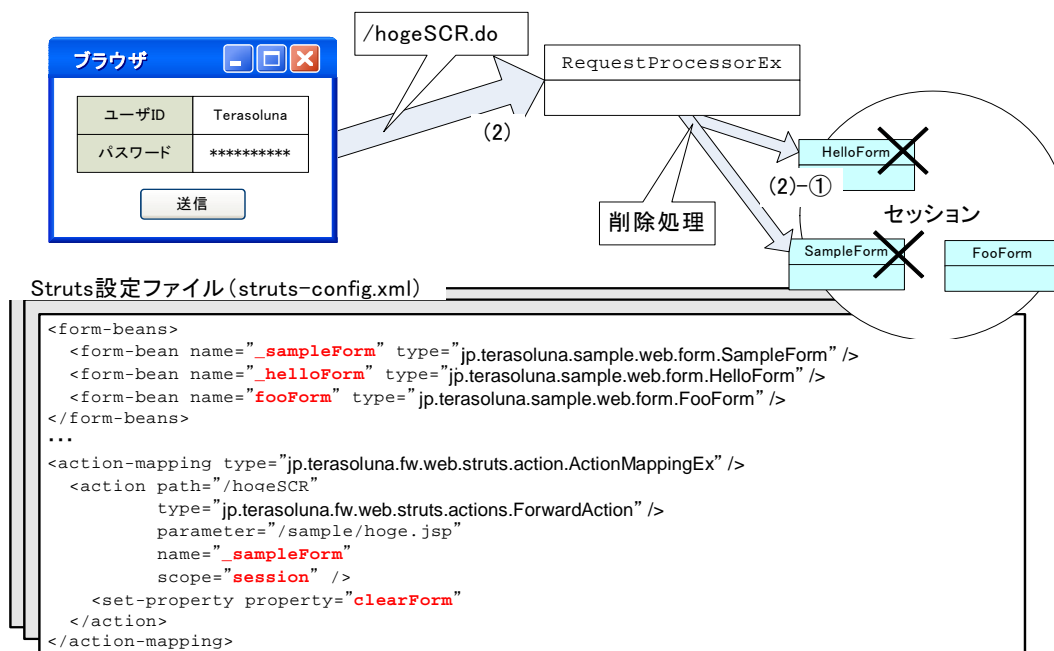 /hogeSCR.do
ブラウザ
RequestProcessorEx
ユーザID Terasoluna
(2)
パスワード **********
HelloForm
(2)-①
送信
削除処理
セッション
SampleForm
FooForm
Struts設定ファイル（struts-config.xml）
<form-beans>
<form-bean name="_sampleForm" type="jp.terasoluna.sample.web.form.SampleForm" />
<form-bean name="_helloForm" type="jp.terasoluna.sample.web.form.HelloForm" />
<form-bean name="fooForm" type="jp.terasoluna.sample.web.form.FooForm" />
</form-beans>
・・・
<action-mapping type="jp.terasoluna.fw.web.struts.action.ActionMappingEx" />
<action path="/hogeSCR"
type="jp.terasoluna.fw.web.struts.actions.ForwardAction" />
parameter="/sample/hoge.jsp"
name="_sampleForm"
scope="session" />
<set-property property="clearForm"
</action>
</action-mapping>